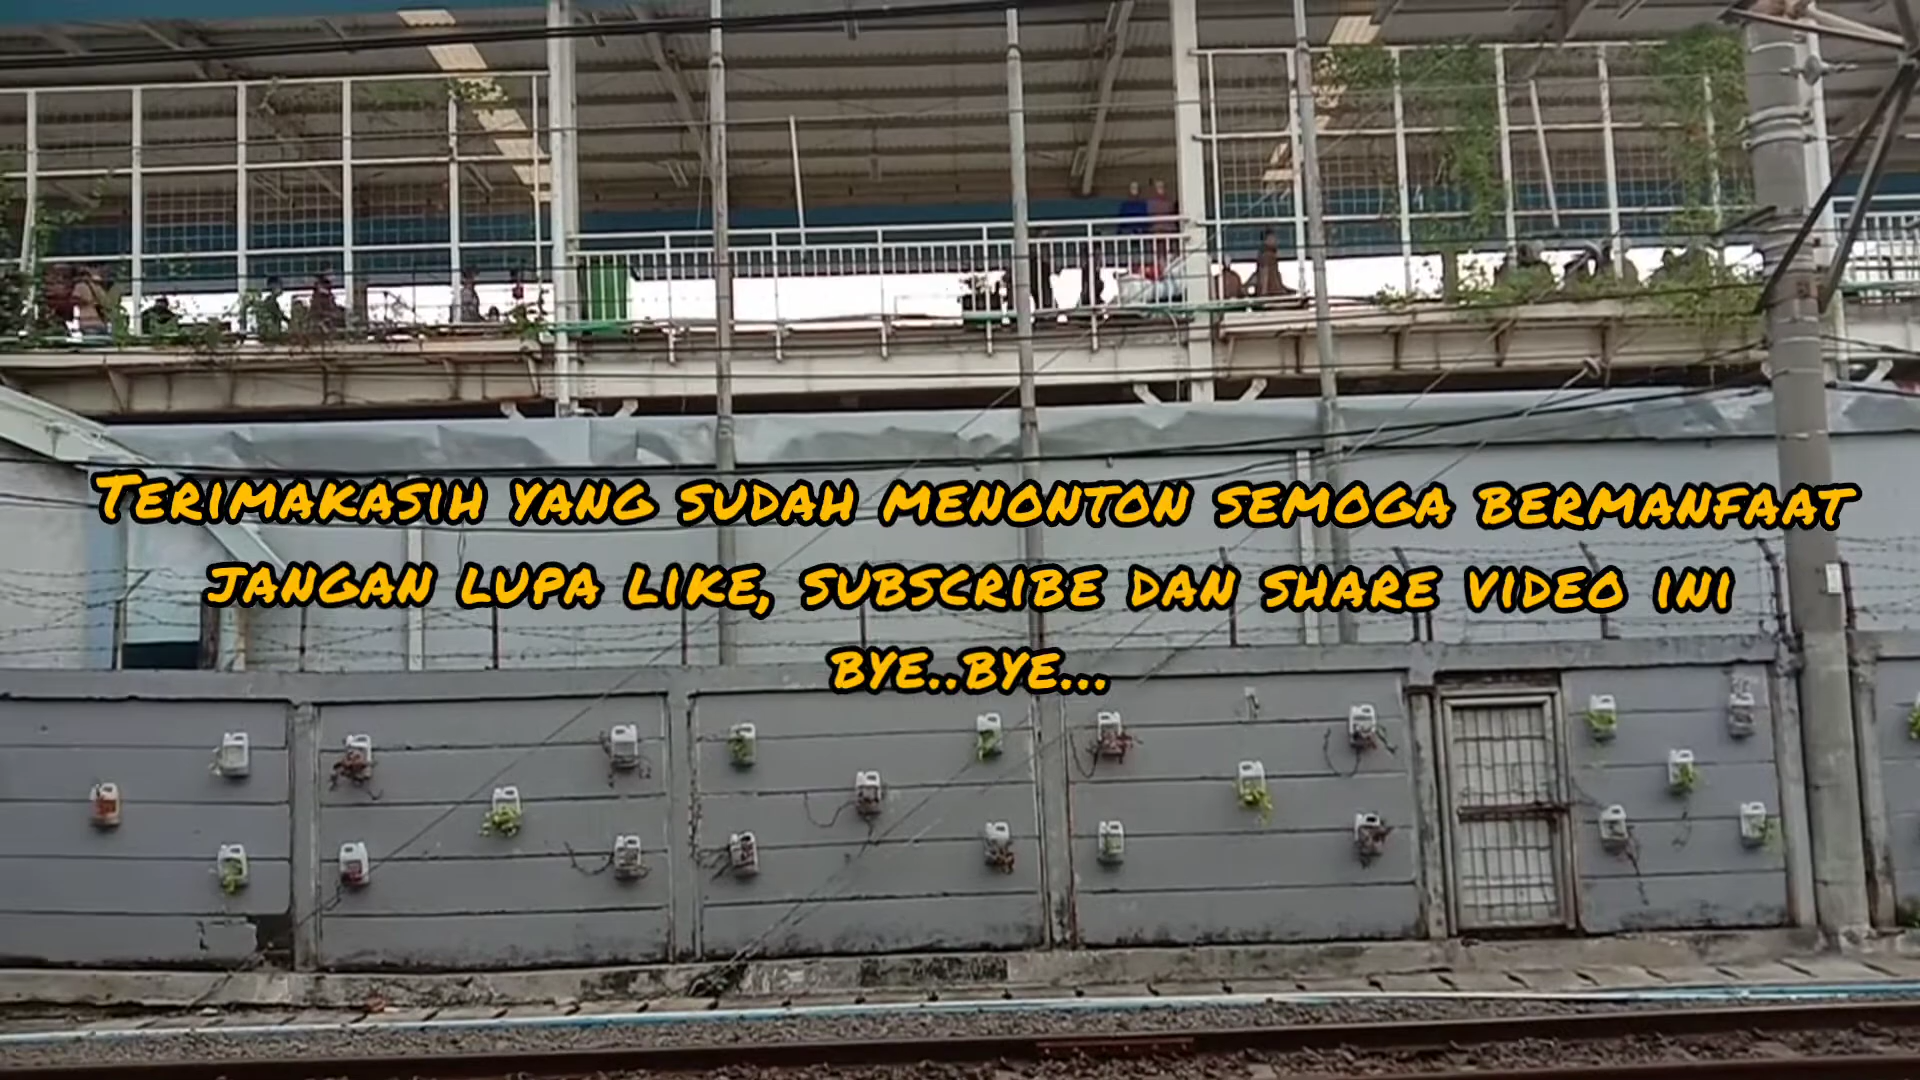 Terimakasih yang sudah menonton semoga bermanfaat
jangan lupa like, subscribe dan share video ini
bye..bye...